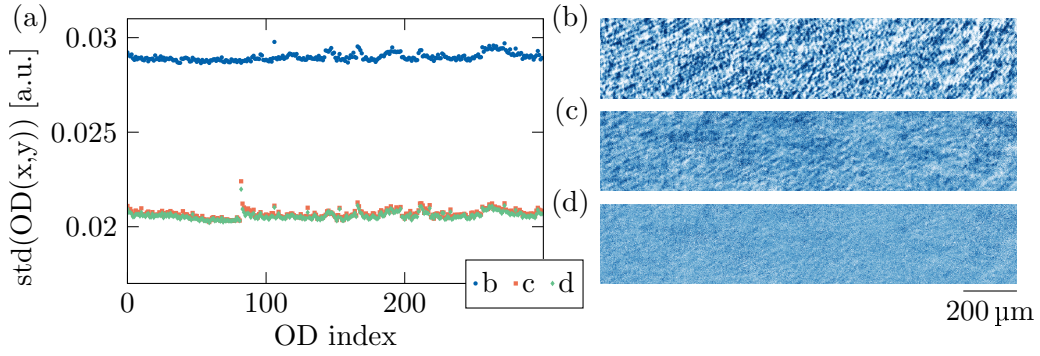 (a)
std(OD(x,y)) [a.u.]
0.03
0.025
0.02
0
100
200
OD index
b
c
d
(b)
(c)
(d)
200 µm